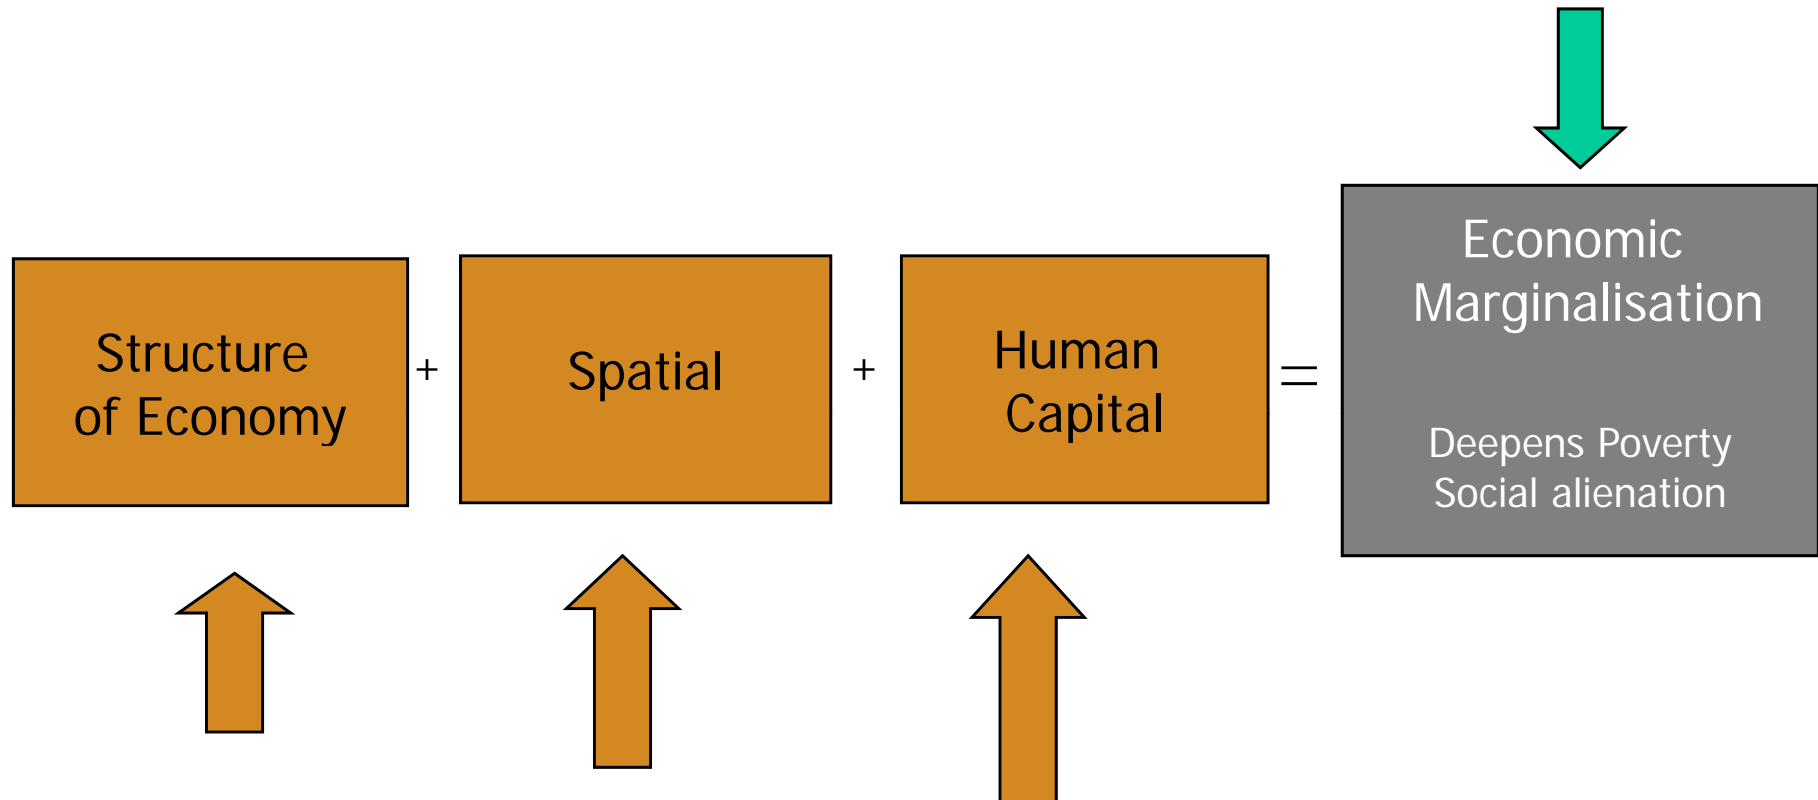 Structure
of Economy
+
Spatial
+
Human
Capital
=
Economic
Marginalisation
Deepens Poverty
Social alienation